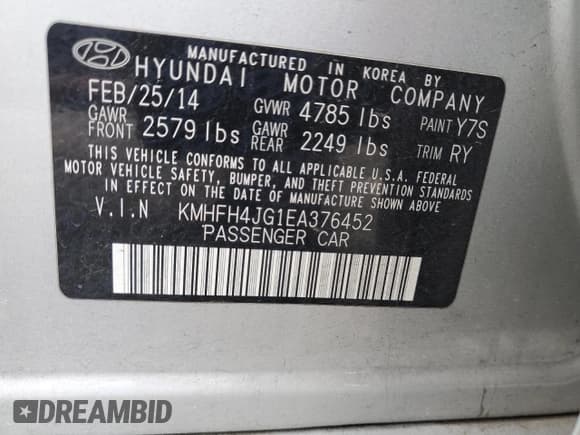 MANUFACTURED IN KOREA BY
HYUNDAI MOTOR COMPANY
FEB/25/14 GVWR 4785 lbs PAINT Y7S
GAWR FRONT 2579 lbs GAWR REAR 2249 lbs TRIM RY
THIS VEHICLE CONFORMS TO ALL APPLICABLE U.S.A. FEDERAL
MOTOR VEHICLE SAFETY, BUMPER, AND THEFT PREVENTION STANDARDS
IN EFFECT ON THE DATE OF MANUFACTURE SHOWN ABOVE
V.I.N KMHFH4JG1EA376452
PASSENGER CAR
DREAMBID